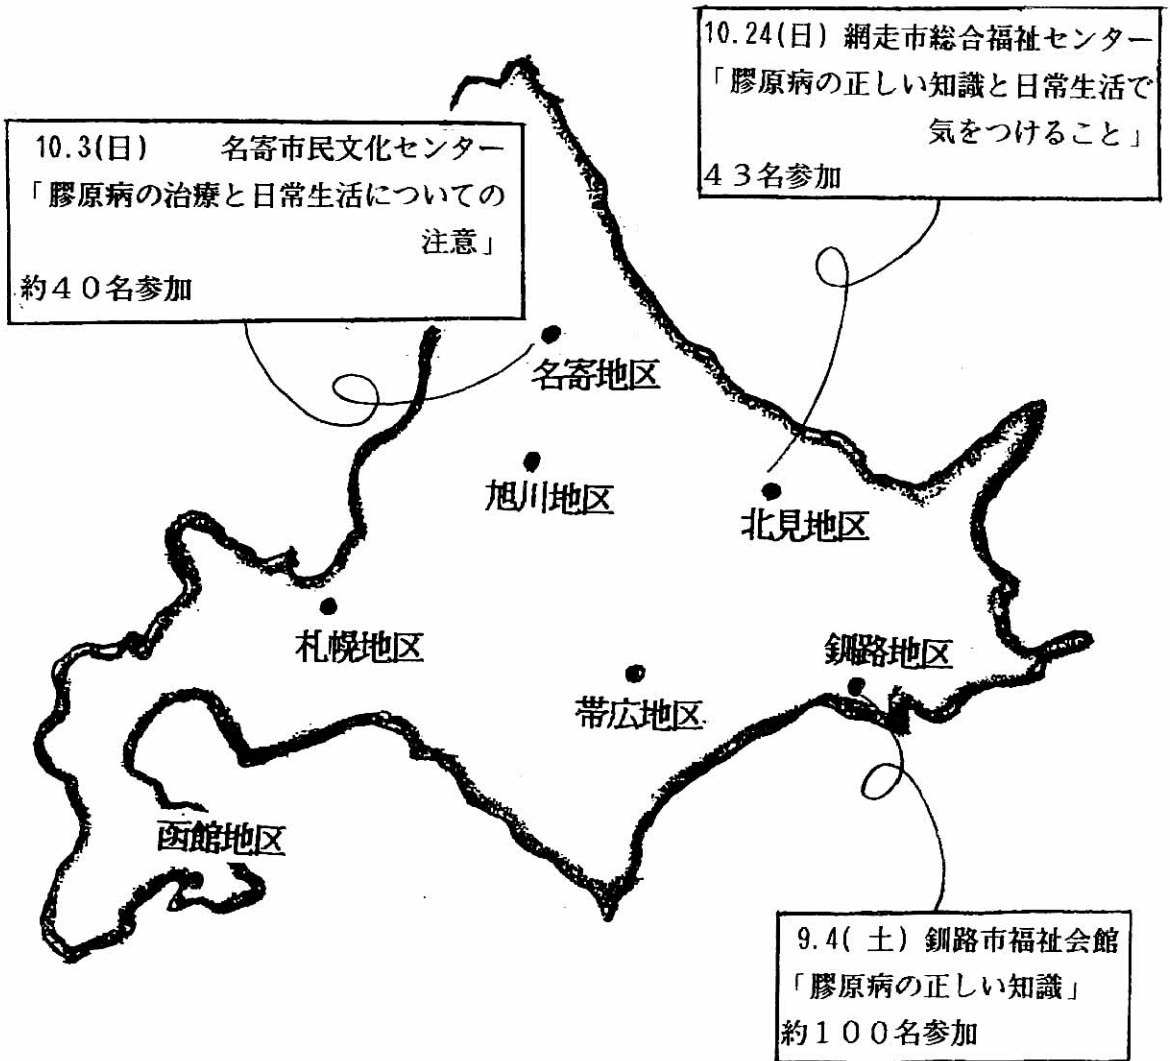 10.24(日) 網走市総合福祉センター
「膠原病の正しい知識と日常生活で
気をつけること」
43名参加
10.3(日) 名寄市民文化センター
「膠原病の治療と日常生活についての
注意」
約40名参加
名寄地区
旭川地区
北見地区
札幌地区
釧路地区
帯広地区
函館地区
9.4(土) 釧路市福祉会館
「膠原病の正しい知識」
約100名参加